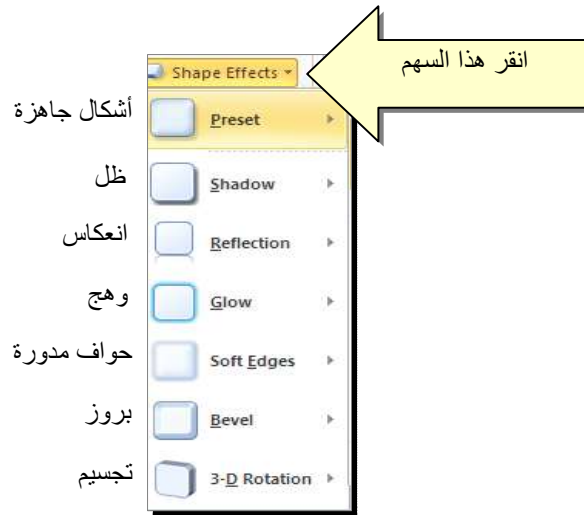 انقر هذا السهم
Shape Effects
أشكال جاهزة
Preset
ظل
Shadow
انعكاس
Reflection
وهج
Glow
حواف مدورة
Soft Edges
بروز
Bevel
تجسيم
3-D Rotation